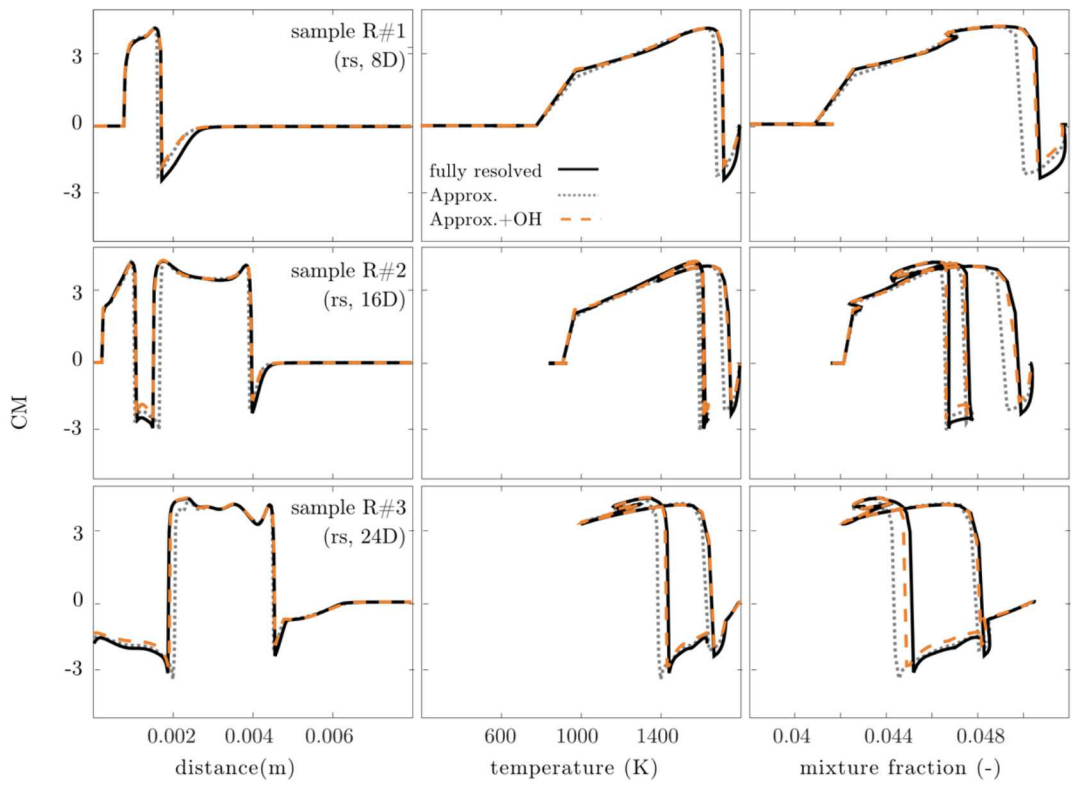 sample R#1
(rs, 8D)
3
0
-3
fully resolved
Approx.
Approx.+OH
sample R#2
(rs, 16D)
3
0
-3
CM
sample R#3
(rs, 24D)
3
0
-3
0.002 0.004 0.006 600 1000 1400 0.04 0.044 0.048
distance(m) temperature (K) mixture fraction (-)